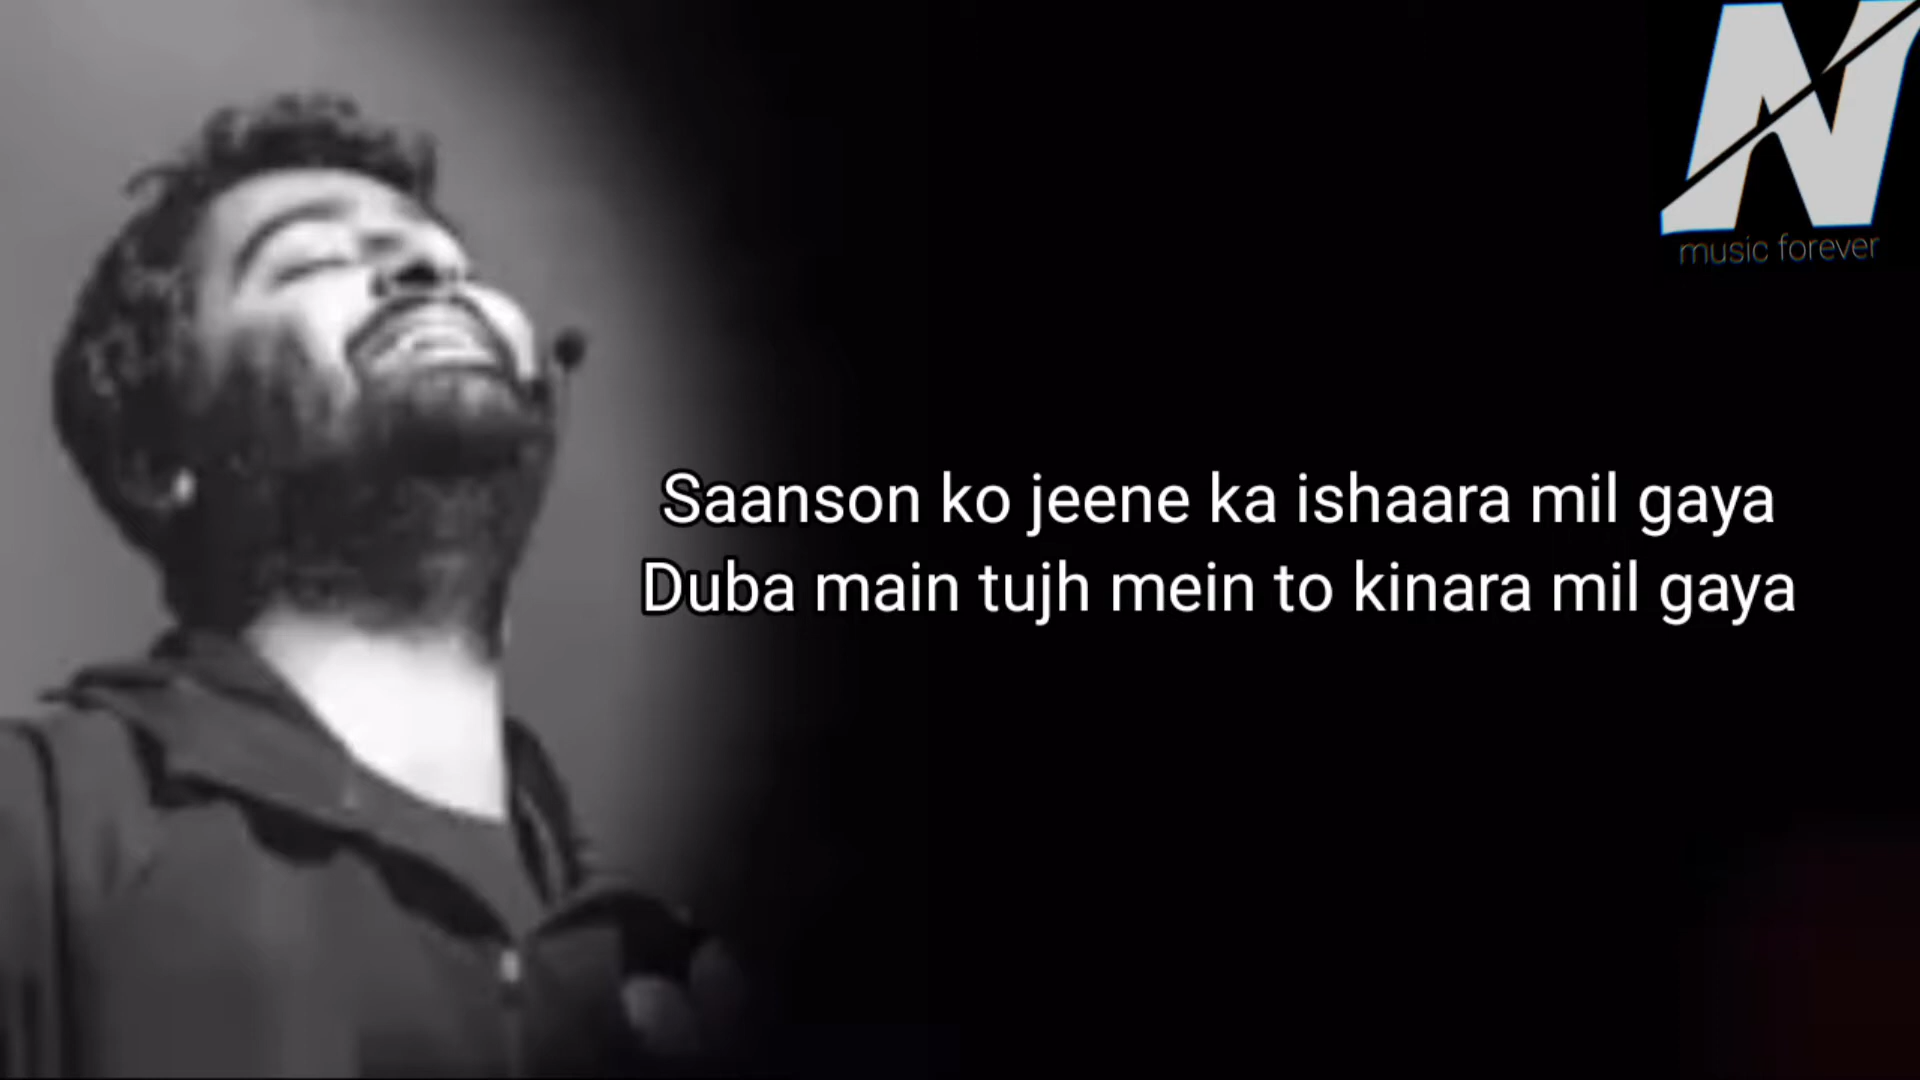 N
music forever
Saanson ko jeene ka ishaara mil gaya
Duba main tujh mein to kinara mil gaya